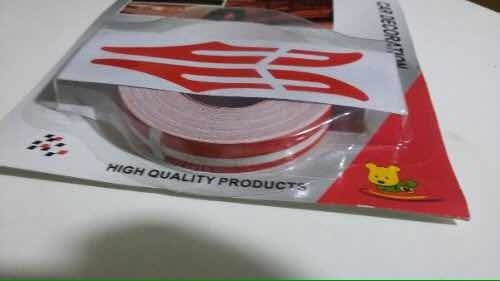 CAR DECORATION
HIGH QUALITY PRODUCTS